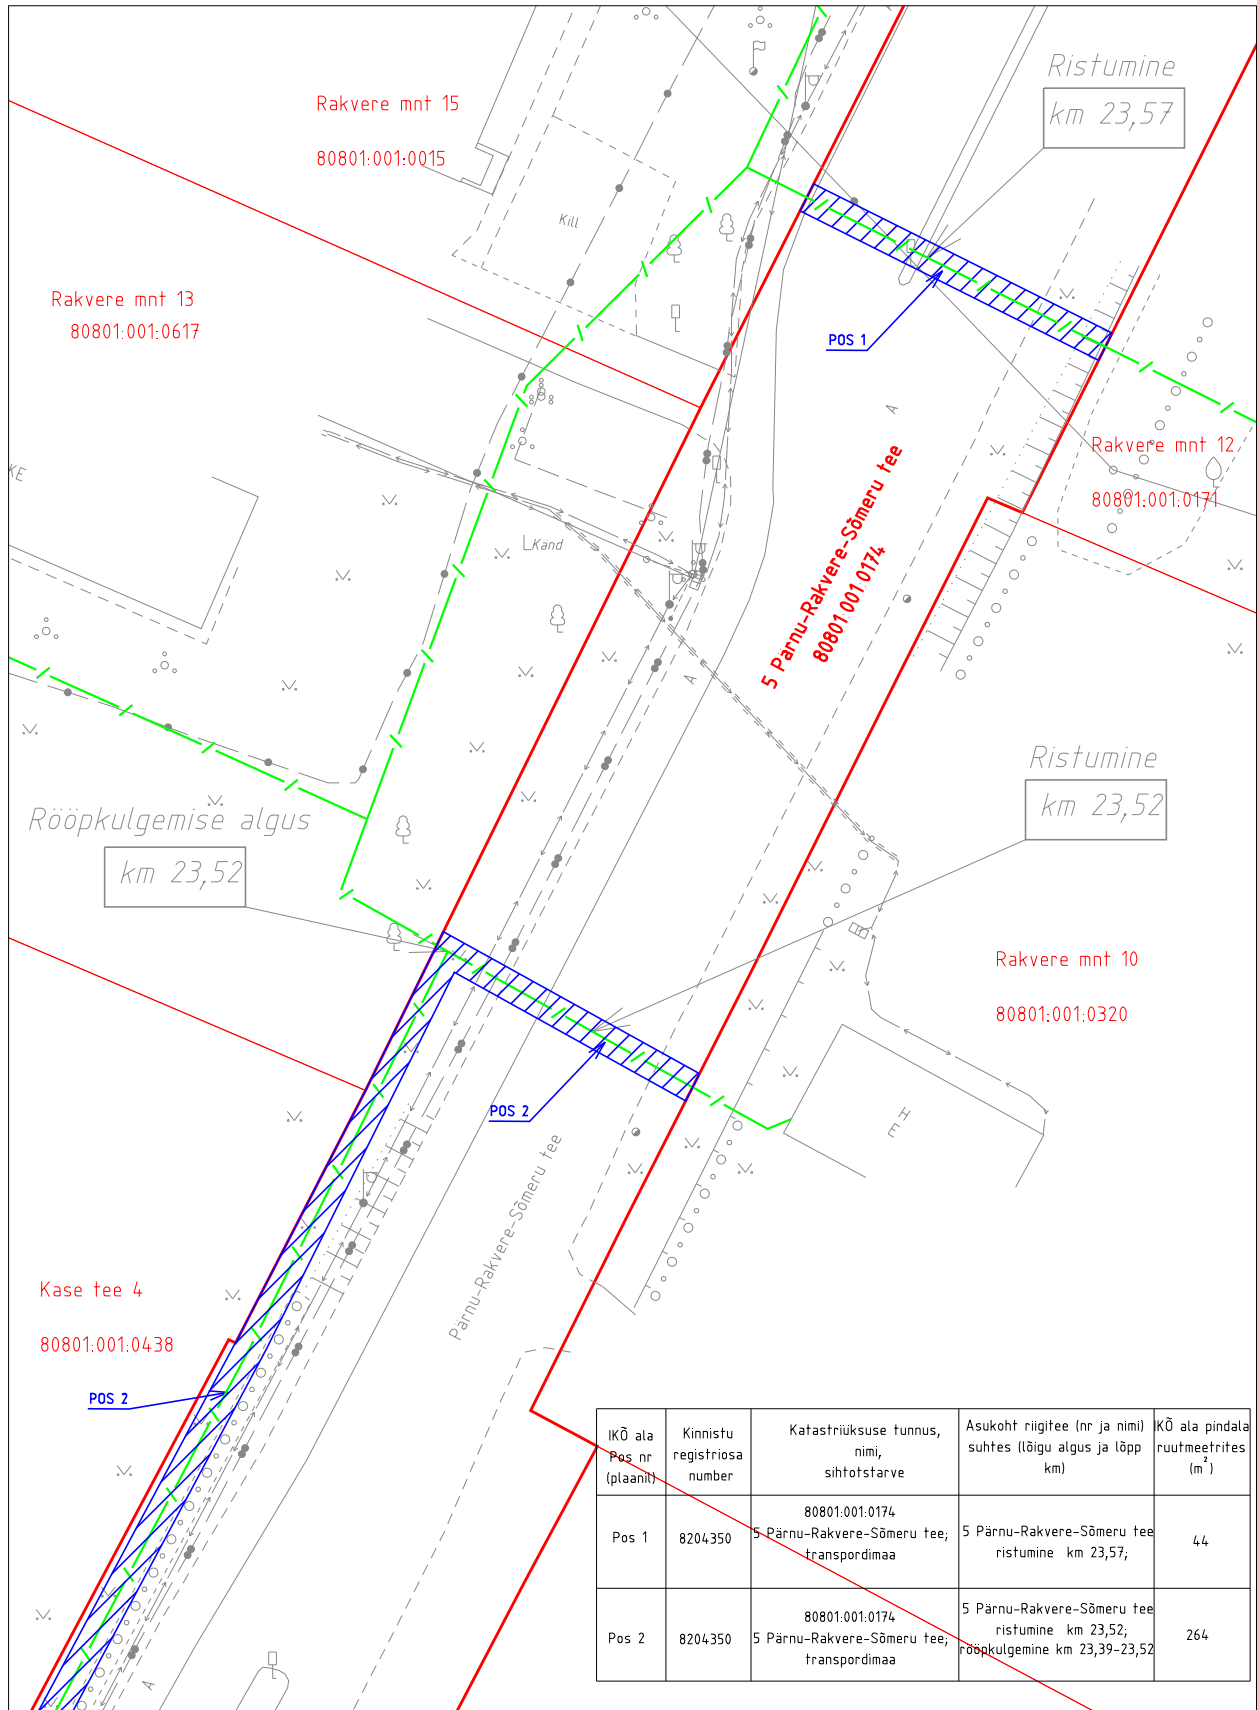 Ristumine
km 23,57
Rakvere mnt 15
80801:001:0015
Kill
Rakvere mnt 13
80801:001:0617
POS 1
A
Rakvere mnt 12
80801:001:0171
KE
Känd
5 Pärnu-Rakvere-Sõmeru tee
80801:001:0174
A
Ristumine
km 23,52
Rööpkulgemise algus
km 23,52
Rakvere mnt 10
80801:001:0320
POS 2
HE
Pärnu-Rakvere-Sõmeru tee
Kase tee 4
80801:001:0438
POS 2
A
IKÕ ala
Pos nr
(plaanil)
Kinnistu
registriosa
number
Katastriüksuse tunnus,
nimi,
sihtotstarve
Asukoht riigitee (nr ja nimi)
suhtes (lõigu algus ja lõpp
km)
IKÕ ala pindala
ruutmeetrites
(m²)
Pos 1
8204350
80801:001:0174
5 Pärnu-Rakvere-Sõmeru tee;
transpordimaa
5 Pärnu-Rakvere-Sõmeru tee
ristumine km 23,57;
44
Pos 2
8204350
80801:001:0174
5 Pärnu-Rakvere-Sõmeru tee;
transpordimaa
5 Pärnu-Rakvere-Sõmeru tee
ristumine km 23,52;
rööpkulgemine km 23,39-23,52
264